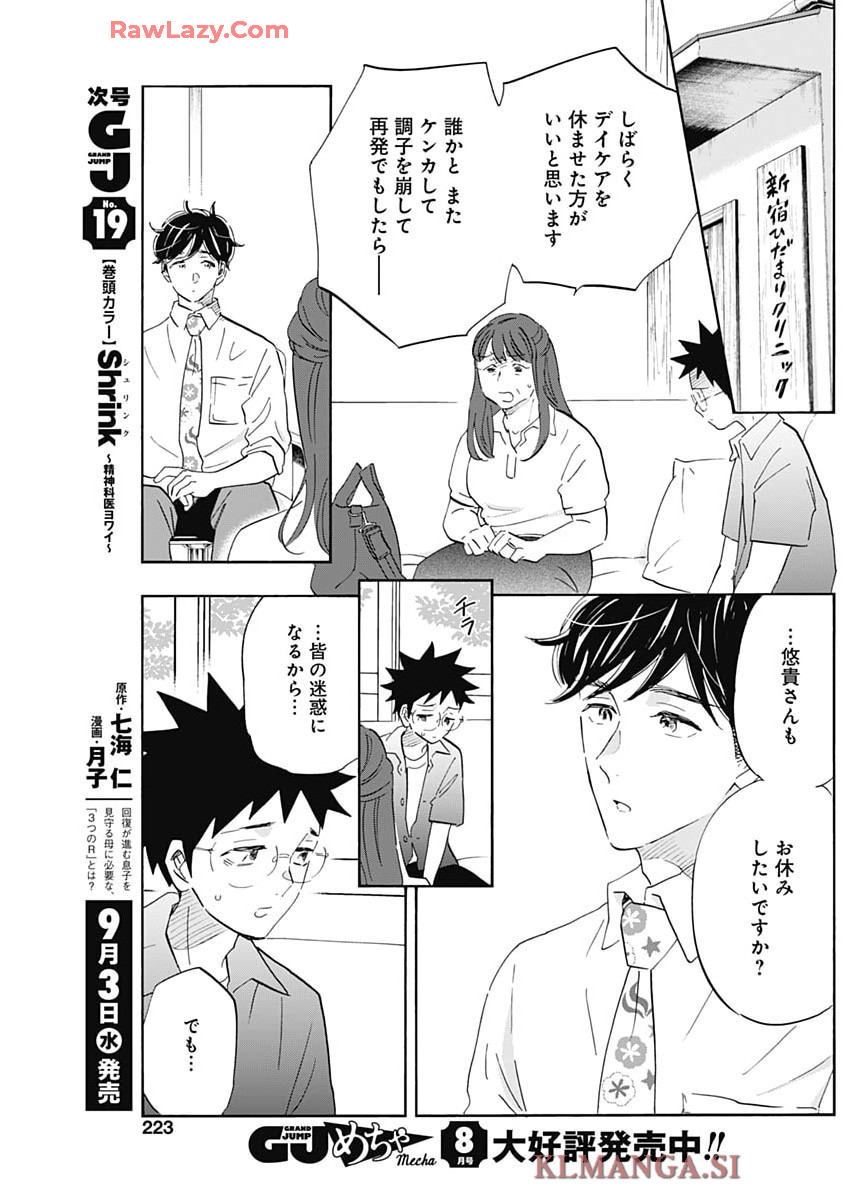 RawLazy.Com
新宿ひだまりクリニック
しばらく
デイケアを
休ませた方が
いいと思います
誰かと また
ケンカして
調子を崩して
再発でもしたら――
…悠貴さんも
お休み
したいですか?
チラ
…皆の迷惑に
なるから…
でも…
次号
GJ
GRAND JUMP
No.
19
【巻頭カラー】
Shrink
シュリンク
～精神科医ヨワイ～
原作・七海 仁
漫画・月子
回復が進む息子を
見守る母に必要な、
「3つのR」とは?
9月3日㊌発売
223
GRAND JUMP
GJめちゃ
Mecha
8月号
大好評発売中!!
KLMANGA.SI